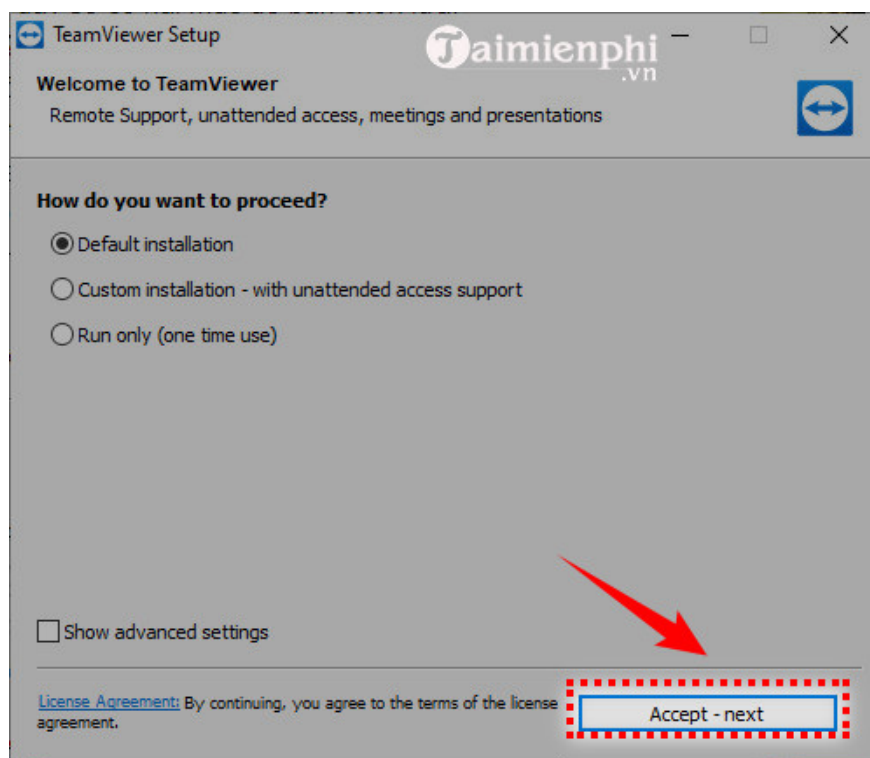 TeamViewer Setup
Taimienphi
.vn
Welcome to TeamViewer
Remote Support, unattended access, meetings and presentations
How do you want to proceed?
Default installation
Custom installation - with unattended access support
Run only (one time use)
Show advanced settings
License Agreement: By continuing, you agree to the terms of the license
agreement.
Accept - next